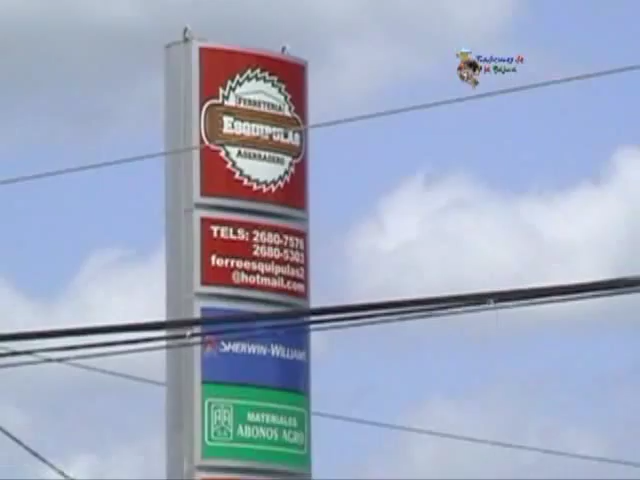 FERRETERIA
ESQUIPULAS
ASERRADERO
TELS: 2680-7576
2680-5303
ferreesquipulas2
@hotmail.com
SHERWIN-WILLIAMS
MATERIALES
ABONOS AGRO